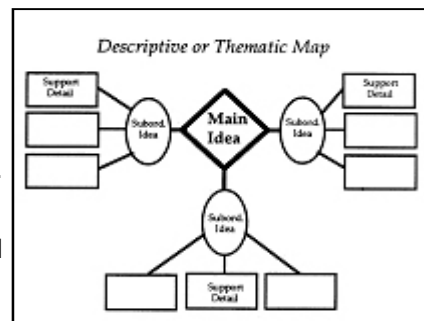 Descriptive or Thematic Map
Support
Detail
Subord.
Idea
Main
Idea
Subord.
Idea
Support
Detail
Subord.
Idea
Support
Detail